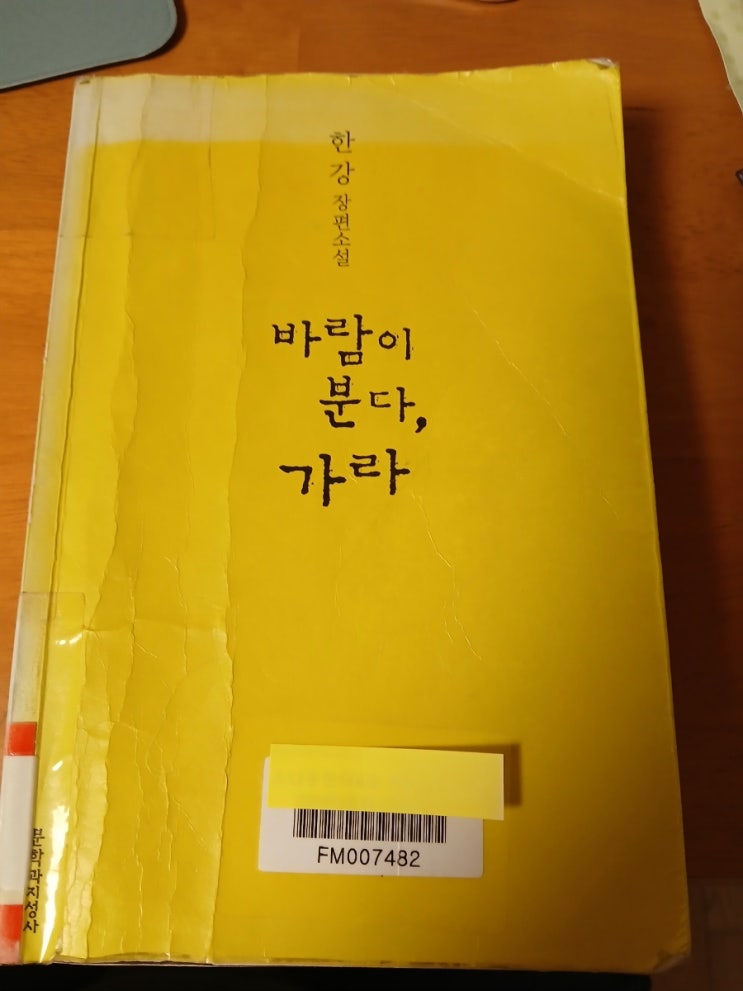 한강 장편소설
바람이
분다,
가라
FM007482
문학과지성사